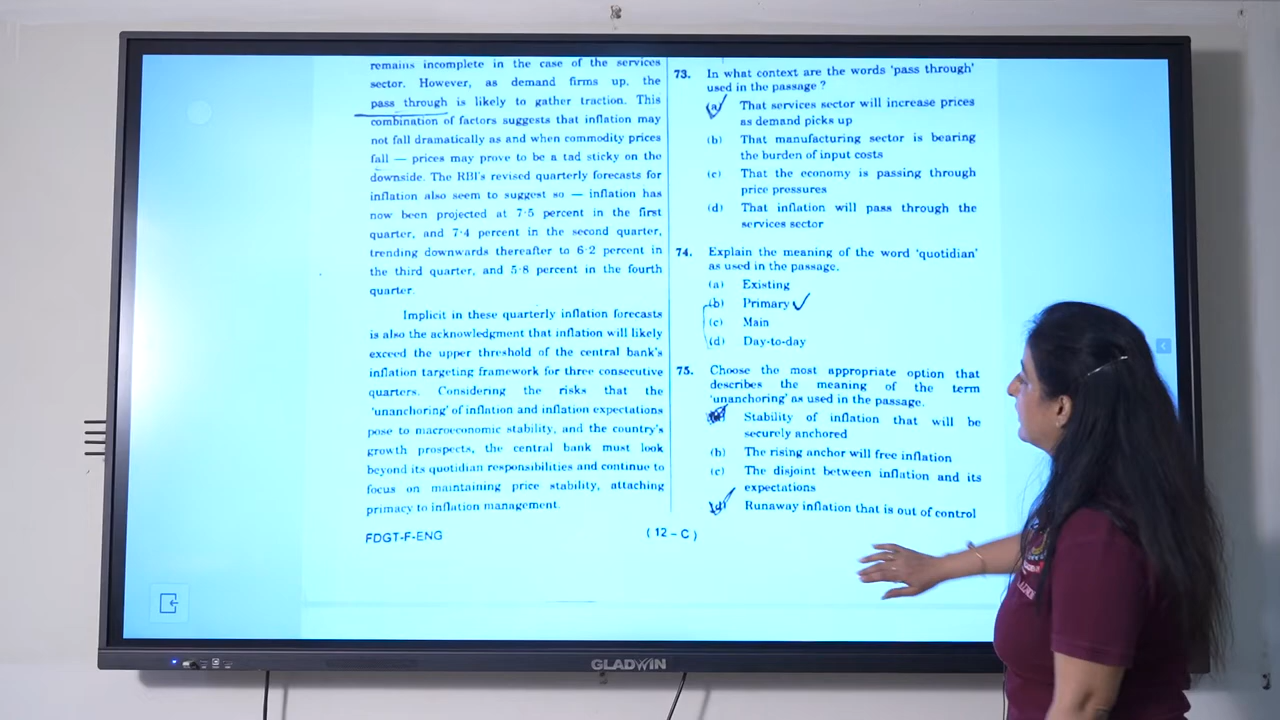 remains incomplete in the case of the services
sector. However, as demand firms up, the
pass through is likely to gather traction. This
combination of factors suggests that inflation may
not fall dramatically as and when commodity prices
fall — prices may prove to be a tad sticky on the
downside. The RBI's revised quarterly forecasts for
inflation also seem to suggest so — inflation has
now been projected at 7·5 percent in the first
quarter, and 7·4 percent in the second quarter,
trending downwards thereafter to 6·2 percent in
the third quarter, and 5·8 percent in the fourth
quarter.
Implicit in these quarterly inflation forecasts
is also the acknowledgment that inflation will likely
exceed the upper threshold of the central bank's
inflation targeting framework for three consecutive
quarters. Considering the risks that the
'unanchoring' of inflation and inflation expectations
pose to macroeconomic stability, and the country's
growth prospects, the central bank must look
beyond its quotidian responsibilities and continue to
focus on maintaining price stability, attaching
primacy to inflation management.
FDGT-F-ENG
( 12 – C )
73. In what context are the words 'pass through'
used in the passage ?
(a) That services sector will increase prices
as demand picks up
(b) That manufacturing sector is bearing
the burden of input costs
(c) That the economy is passing through
price pressures
(d) That inflation will pass through the
services sector
74. Explain the meaning of the word 'quotidian'
as used in the passage.
(a) Existing
(b) Primary
(c) Main
(d) Day-to-day
75. Choose the most appropriate option that
describes the meaning of the term
'unanchoring' as used in the passage.
Stability of inflation that will be
securely anchored
(b) The rising anchor will free inflation
(c) The disjoint between inflation and its
expectations
(d) Runaway inflation that is out of control
GLADWIN